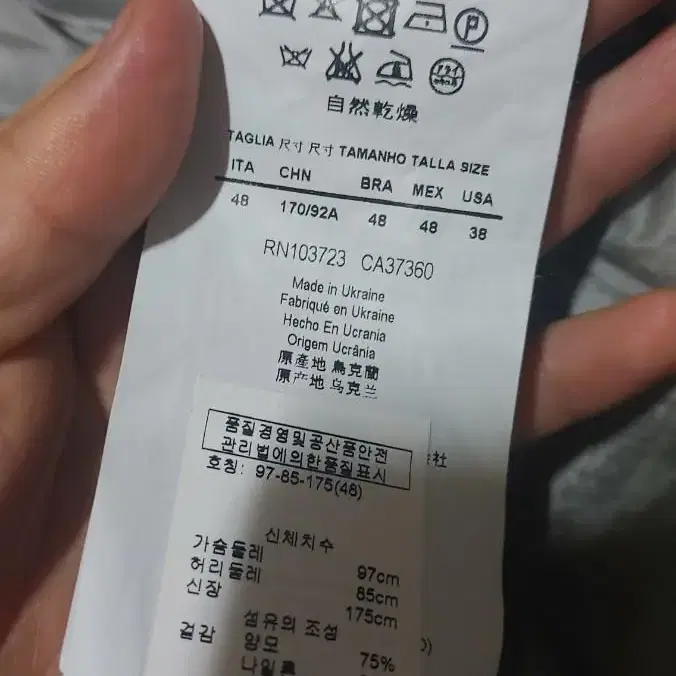 自然乾燥
TAGLIA 尺寸 尺寸 TAMANHO TALLA SIZE
ITA CHN BRA MEX USA
48 170/92A 48 48 38
RN103723 CA37360
Made in Ukraine
Fabriqué en Ukraine
Hecho En Ucrania
Origem Ucrânia
原產地 烏克蘭
原产地 乌克兰
품질경영및공산품안전
관리법에의한품질표시
호칭: 97-85-175(48)
신체치수
가슴둘레 97cm
허리둘레 85cm
신장 175cm
섬유의 조성
겉감 양모 75%
나일론